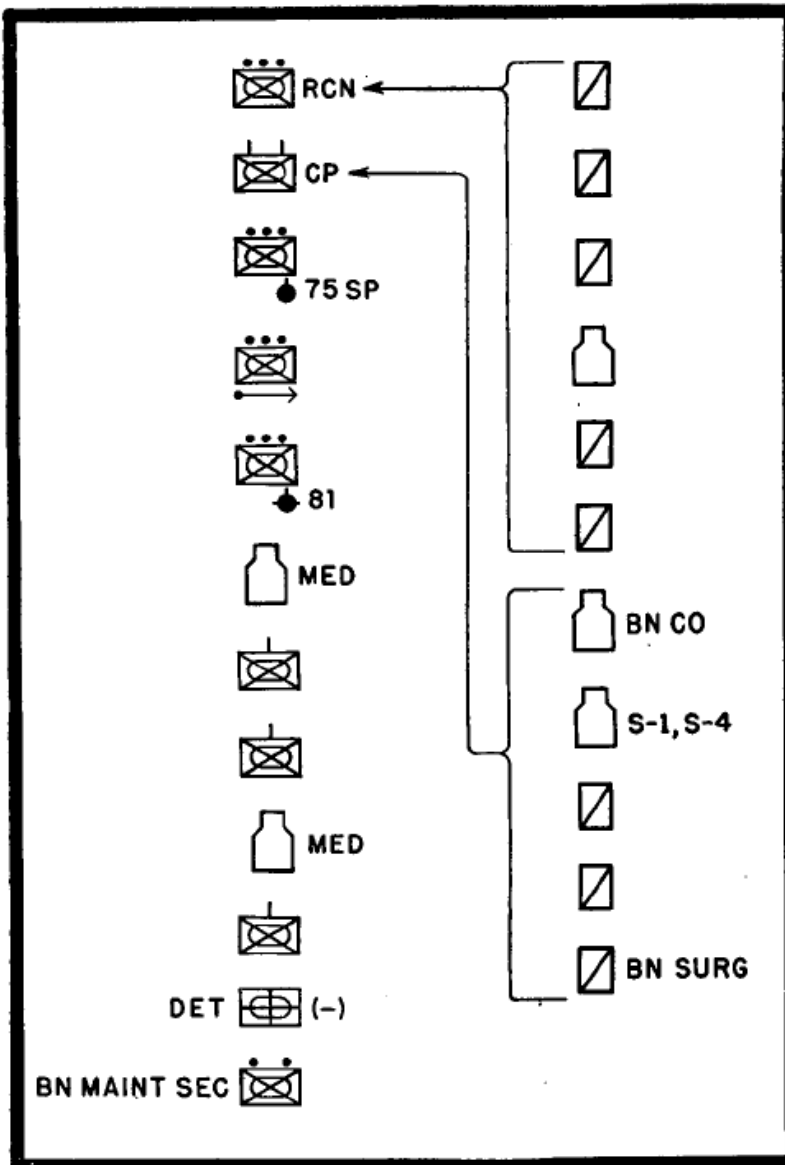 RCN
CP
75 SP
81
MED
MED
DET (-)
BN MAINT SEC
BN CO
S-1, S-4
BN SURG